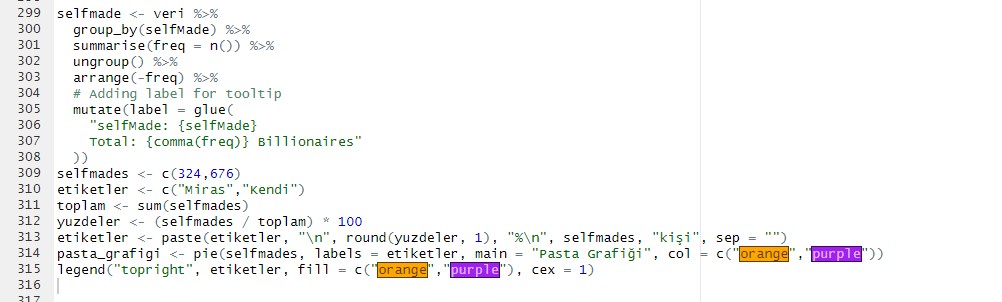 299 selfmade <- veri %>%
300   group_by(selfMade) %>%
301   summarise(freq = n()) %>%
302   ungroup() %>%
303   arrange(-freq) %>%
304   # Adding label for tooltip
305   mutate(label = glue(
306     "selfMade: {selfMade}
307     Total: {comma(freq)} Billionaires"
308   ))
309 selfmades <- c(324,676)
310 etiketler <- c("Miras","Kendi")
311 toplam <- sum(selfmades)
312 yuzdeler <- (selfmades / toplam) * 100
313 etiketler <- paste(etiketler, "\n", round(yuzdeler, 1), "%\n", selfmades, "kişi", sep = "")
314 pasta_grafigi <- pie(selfmades, labels = etiketler, main = "Pasta Grafiği", col = c("orange","purple"))
315 legend("topright", etiketler, fill = c("orange","purple"), cex = 1)
316
317